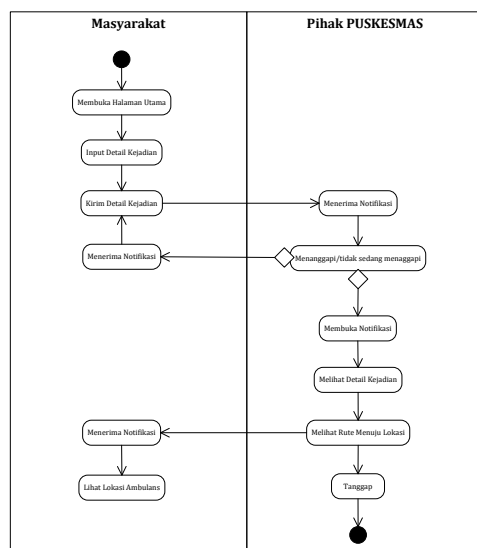 Masyarakat
Pihak PUSKESMAS
Membuka Halaman Utama
Input Detail Kejadian
Kirim Detail Kejadian
Menerima Notifikasi
Menerima Notifikasi
Menanggapi/tidak sedang menaggapi
Membuka Notifikasi
Melihat Detail Kejadian
Menerima Notifikasi
Melihat Rute Menuju Lokasi
Lihat Lokasi Ambulans
Tanggap